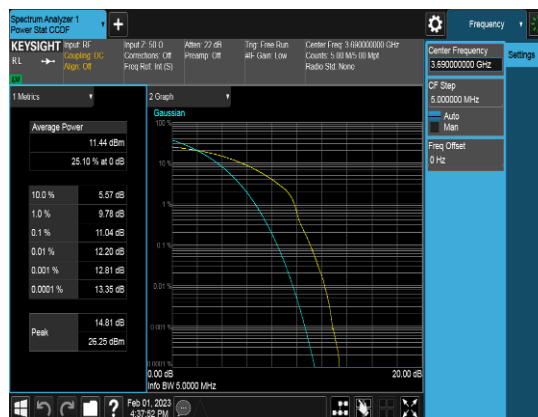 Spectrum Analyzer 1
Power Stat CCDF
+
Frequency
KEYSIGHT
RL
LXI
Input: RF
Coupling: DC
Align: Off
Input Z: 50 Ω
Corrections: Off
Freq Ref: Int (S)
Atten: 22 dB
Preamp: Off
Trig: Free Run
#IF Gain: Low
Center Freq: 3.690000000 GHz
Counts: 5.00 M/5.00 Mpt
Radio Std: None
Center Frequency
3.690000000 GHz
Settings
CF Step
5.000000 MHz
Auto
Man
Freq Offset
0 Hz
1 Metrics
Average Power
11.44 dBm
25.10 % at 0 dB
10.0 % 5.57 dB
1.0 % 9.78 dB
0.1 % 11.04 dB
0.01 % 12.20 dB
0.001 % 12.81 dB
0.0001 % 13.35 dB
Peak
14.81 dB
26.25 dBm
2 Graph
Gaussian
100 %
10 %
1 %
0.1 %
0.01 %
0.001 %
0.0001 %
0.00 dB 20.00 dB
Info BW 5.0000 MHz
?
Feb 01, 2023
4:37:52 PM